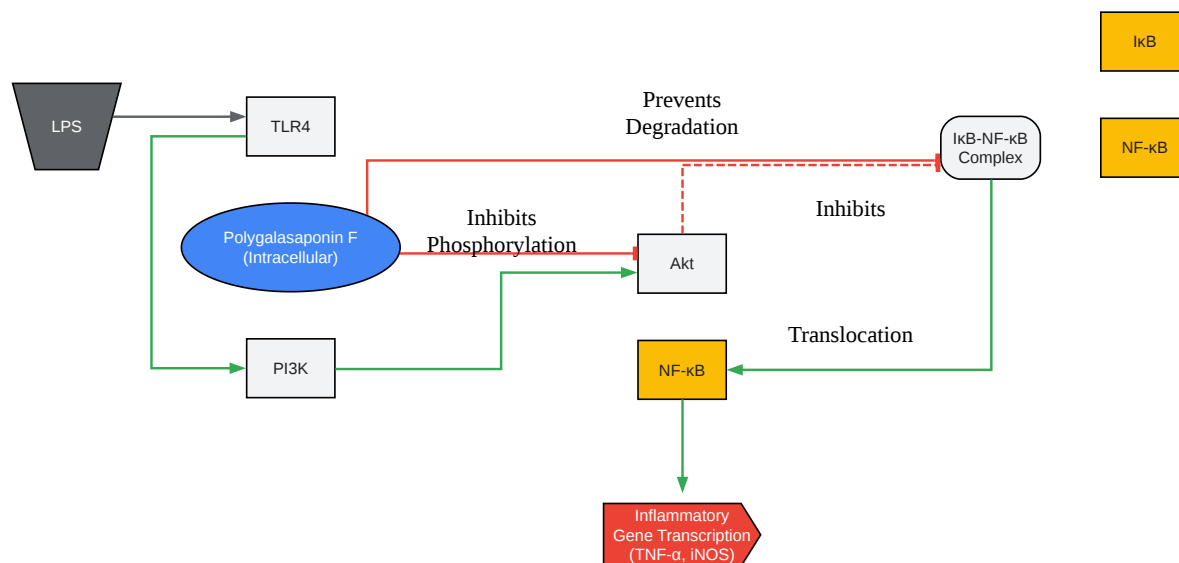 IκB
LPS
TLR4
Prevents
Degradation
IκB-NF-κB
Complex
NF-κB
Polygalasaponin F
(Intracellular)
Inhibits
Phosphorylation
Inhibits
Akt
Translocation
PI3K
NF-κB
Inflammatory
Gene Transcription
(TNF-α, iNOS)